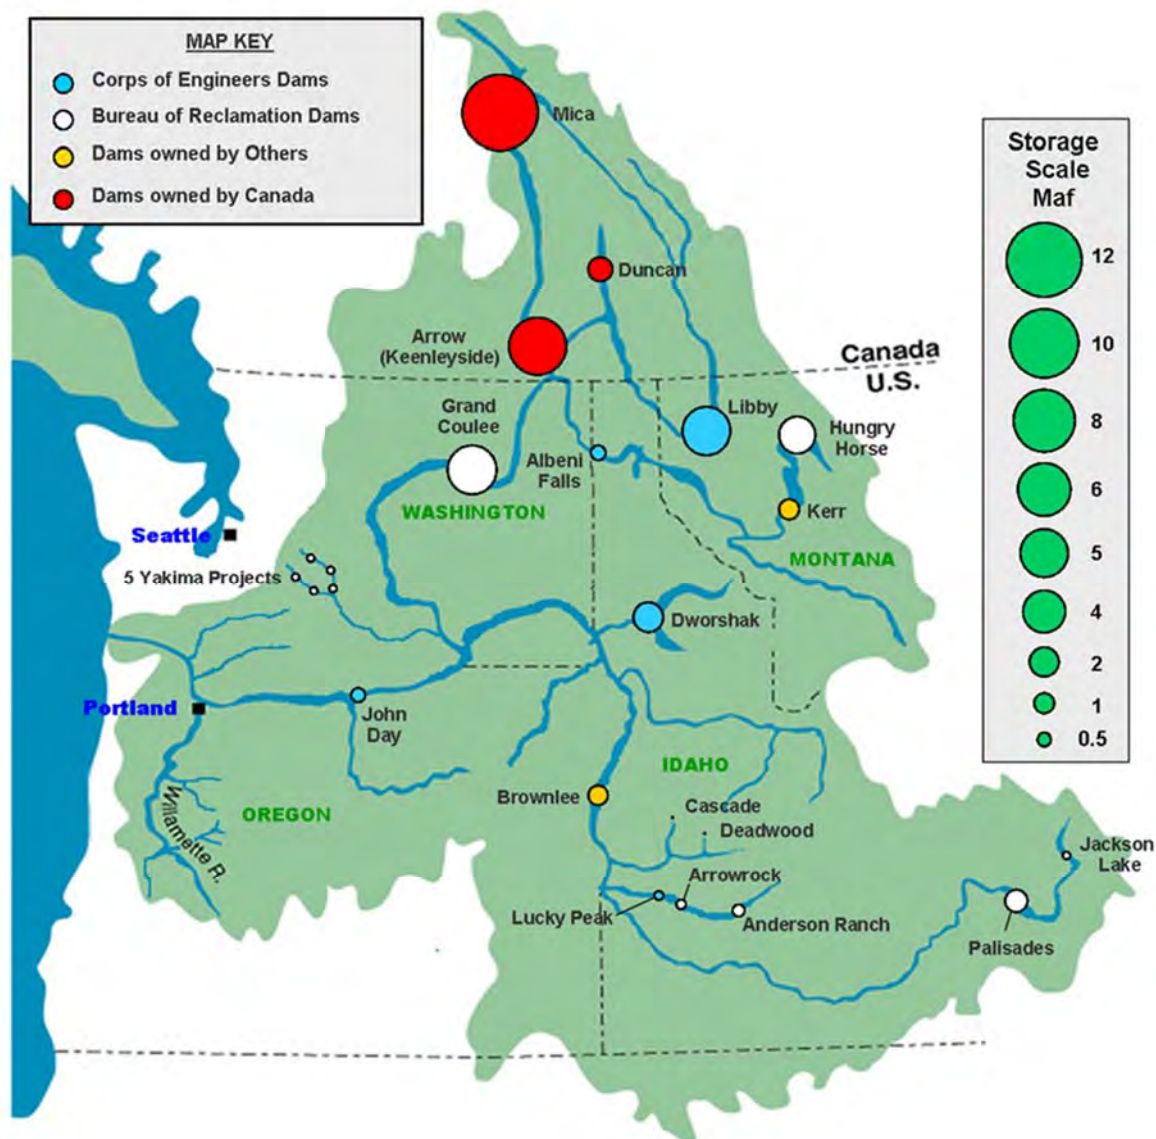 MAP KEY
Corps of Engineers Dams
Bureau of Reclamation Dams
Dams owned by Others
Dams owned by Canada
Storage
Scale
Maf
12
10
8
6
5
4
2
1
0.5
Mica
Duncan
Arrow
(Keenleyside)
Canada
U.S.
Grand
Coulee
Libby
Hungry
Horse
Albeni
Falls
Kerr
WASHINGTON
Seattle
MONTANA
5 Yakima Projects
Dworshak
Portland
John
Day
IDAHO
Brownlee
Cascade
OREGON
Deadwood
Willamette R.
Jackson
Lake
Arrowrock
Lucky Peak
Anderson Ranch
Palisades